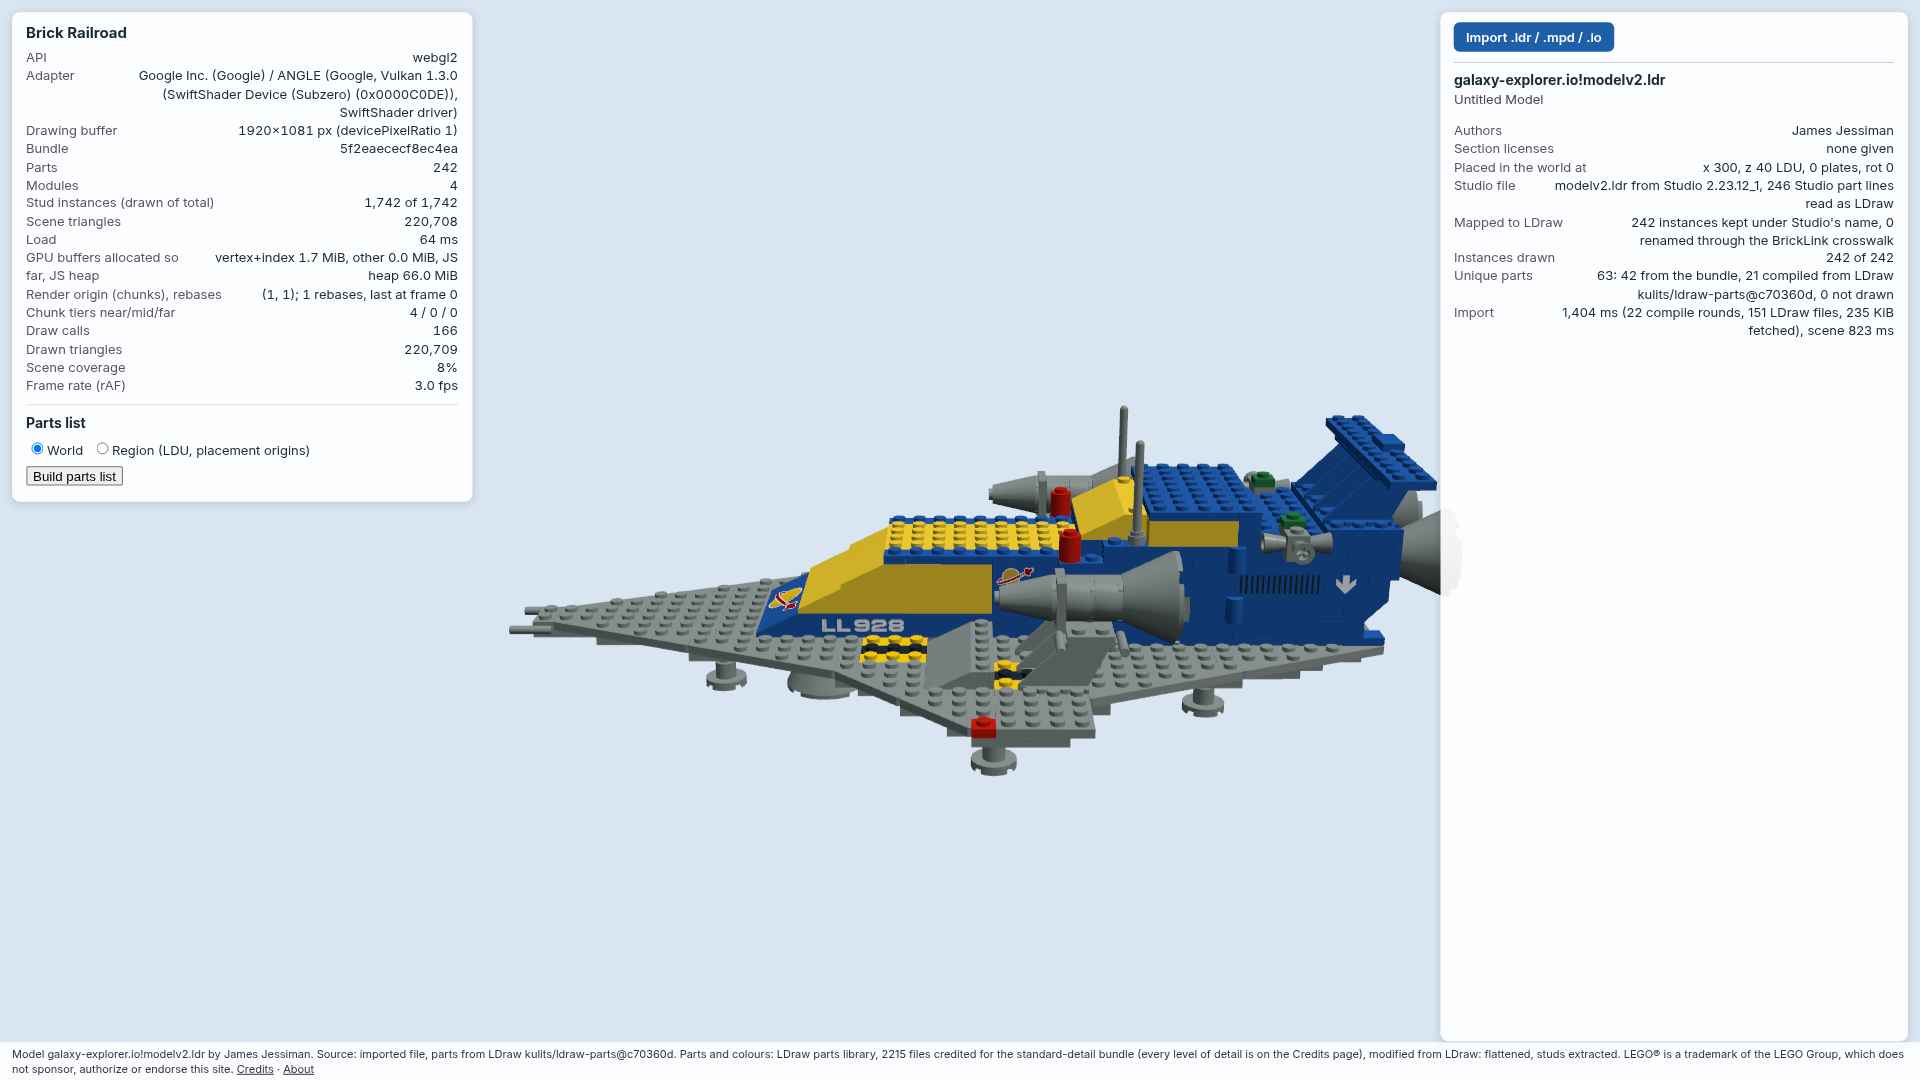 Brick Railroad
API webgl2
Adapter Google Inc. (Google) / ANGLE (Google, Vulkan 1.3.0
(SwiftShader Device (Subzero) (0x0000C0DE)),
SwiftShader driver)
Drawing buffer 1920×1081 px (devicePixelRatio 1)
Bundle 5f2eaececf8ec4ea
Parts 242
Modules 4
Stud instances (drawn of total) 1,742 of 1,742
Scene triangles 220,708
Load 64 ms
GPU buffers allocated so vertex+index 1.7 MiB, other 0.0 MiB, JS
far, JS heap heap 66.0 MiB
Render origin (chunks), rebases (1, 1); 1 rebases, last at frame 0
Chunk tiers near/mid/far 4 / 0 / 0
Draw calls 166
Drawn triangles 220,709
Scene coverage 8%
Frame rate (rAF) 3.0 fps
Parts list
World Region (LDU, placement origins)
Build parts list
LL928
Import .ldr / .mpd / .io
galaxy-explorer.io!modelv2.ldr
Untitled Model
Authors James Jessiman
Section licenses none given
Placed in the world at x 300, z 40 LDU, 0 plates, rot 0
Studio file modelv2.ldr from Studio 2.23.12_1, 246 Studio part lines
read as LDraw
Mapped to LDraw 242 instances kept under Studio's name, 0
renamed through the BrickLink crosswalk
Instances drawn 242 of 242
Unique parts 63: 42 from the bundle, 21 compiled from LDraw
kulits/ldraw-parts@c70360d, 0 not drawn
Import 1,404 ms (22 compile rounds, 151 LDraw files, 235 KiB
fetched), scene 823 ms
Model galaxy-explorer.io!modelv2.ldr by James Jessiman. Source: imported file, parts from LDraw kulits/ldraw-parts@c70360d. Parts and colours: LDraw parts library, 2215 files credited for the standard-detail bundle (every level of detail is on the Credits page), modified from LDraw: flattened, studs extracted. LEGO® is a trademark of the LEGO Group, which does
not sponsor, authorize or endorse this site. Credits · About